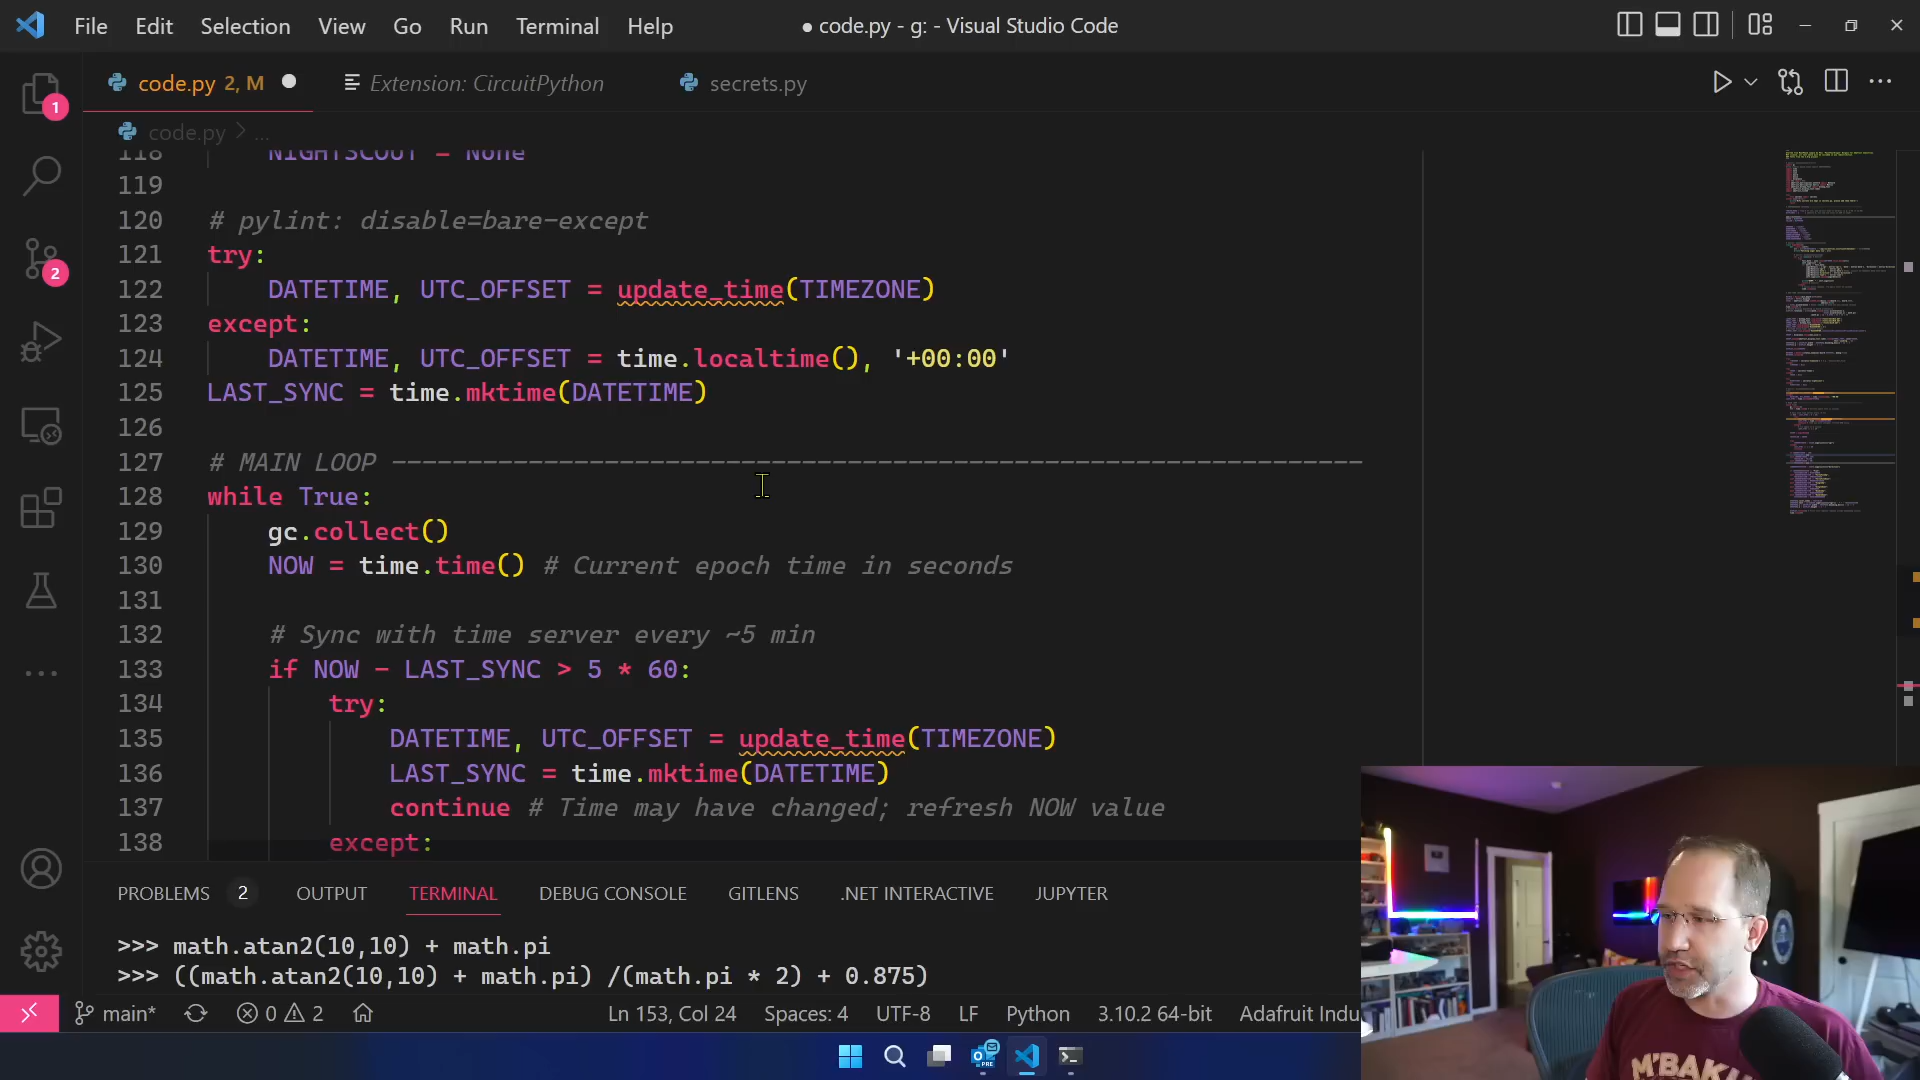 File Edit Selection View Go Run Terminal Help
● code.py - g: - Visual Studio Code
code.py 2, M ●
Extension: CircuitPython
secrets.py
1
code.py > ...
118 NIGHTSCOUT = None
119
120 # pylint: disable=bare-except
121 try:
122 DATETIME, UTC_OFFSET = update_time(TIMEZONE)
123 except:
124 DATETIME, UTC_OFFSET = time.localtime(), '+00:00'
125 LAST_SYNC = time.mktime(DATETIME)
126
127 # MAIN LOOP ----------------------------------------------------------------
128 while True:
129 gc.collect()
130 NOW = time.time() # Current epoch time in seconds
131
132 # Sync with time server every ~5 min
133 if NOW - LAST_SYNC > 5 * 60:
134 try:
135 DATETIME, UTC_OFFSET = update_time(TIMEZONE)
136 LAST_SYNC = time.mktime(DATETIME)
137 continue # Time may have changed; refresh NOW value
138 except:
2
PROBLEMS 2 OUTPUT TERMINAL DEBUG CONSOLE GITLENS .NET INTERACTIVE JUPYTER
>>> math.atan2(10,10) + math.pi
>>> ((math.atan2(10,10) + math.pi) /(math.pi * 2) + 0.875)
main* 0 2 Ln 153, Col 24 Spaces: 4 UTF-8 LF Python 3.10.2 64-bit Adafruit Indu
M'BAKU